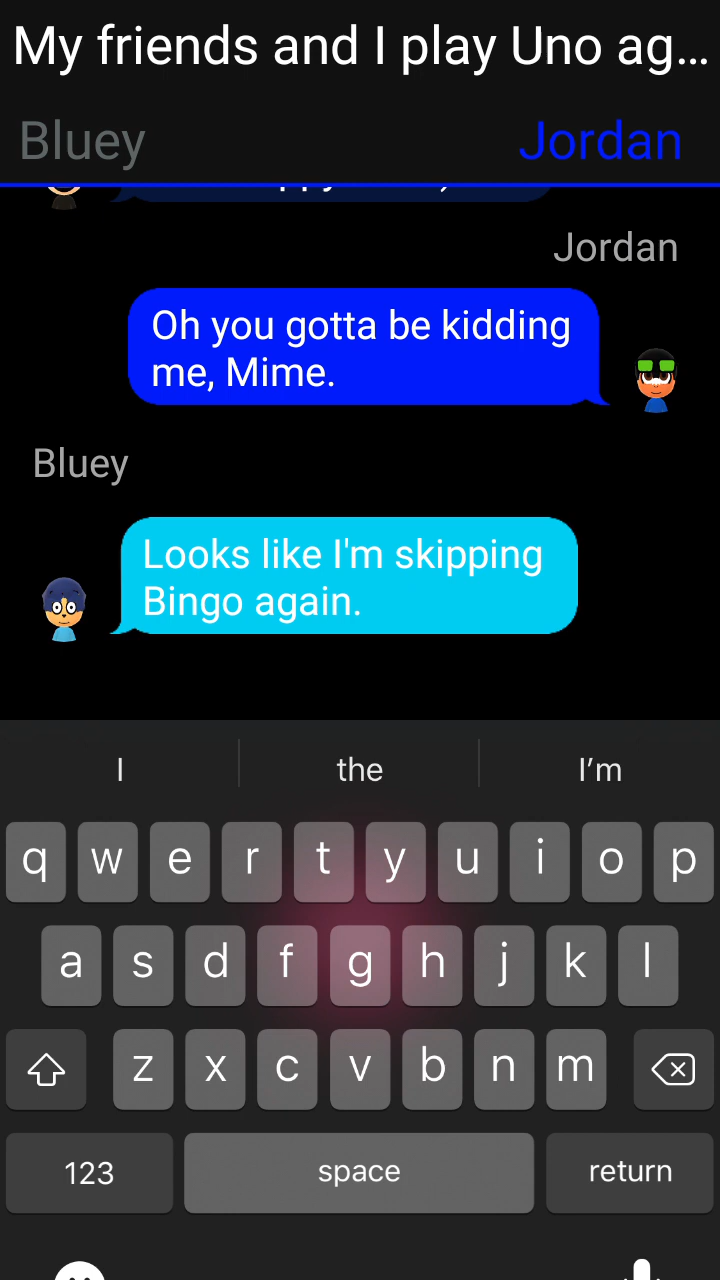 My friends and I play Uno ag...
Bluey
Jordan
Jordan
Oh you gotta be kidding
me, Mime.
Bluey
Looks like I'm skipping
Bingo again.
I the I’m
q w e r t y u i o p
a s d f g h j k l
z x c v b n m
123 space return